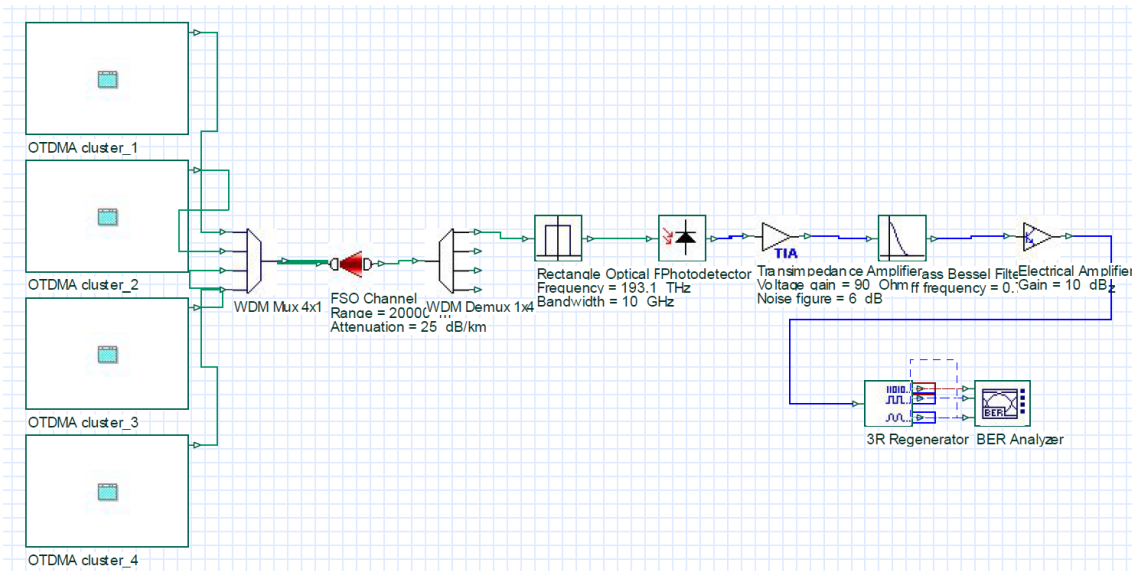 OTDMA cluster_1
OTDMA cluster_2
OTDMA cluster_3
OTDMA cluster_4
WDM Mux 4x1
FSO Channel
Range = 20000
Attenuation = 25 dB/km
WDM Demux 1x4
Rectangle Optical F
Frequency = 193.1 THz
Bandwidth = 10 GHz
Photodetector
TIA
Transimpedance Amplifier
Voltage gain = 90 Ohm
Noise figure = 6 dB
ass Bessel Filte
ff frequency = 0.
Electrical Amplifier
Gain = 10 dB
3R Regenerator
BER
BER Analyzer